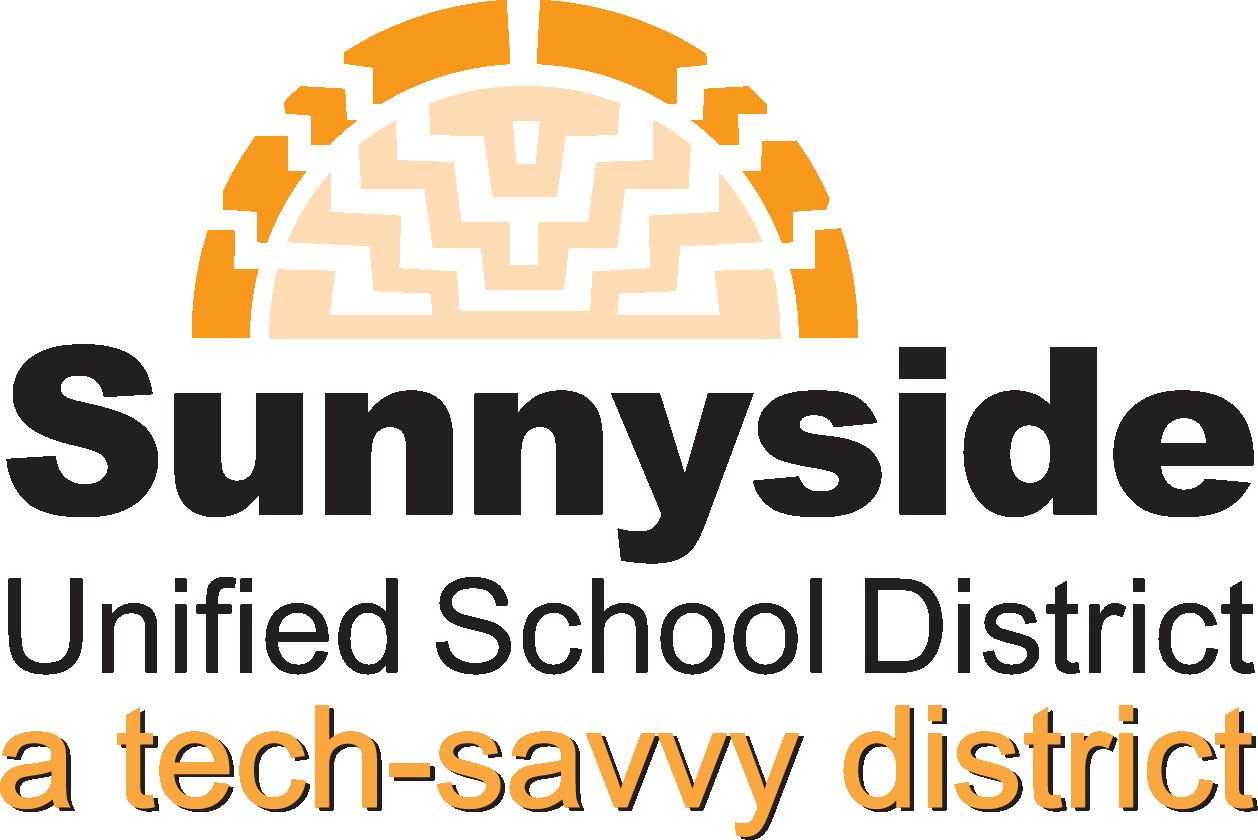 Sunnyside
Unified School District
a tech-savvy district